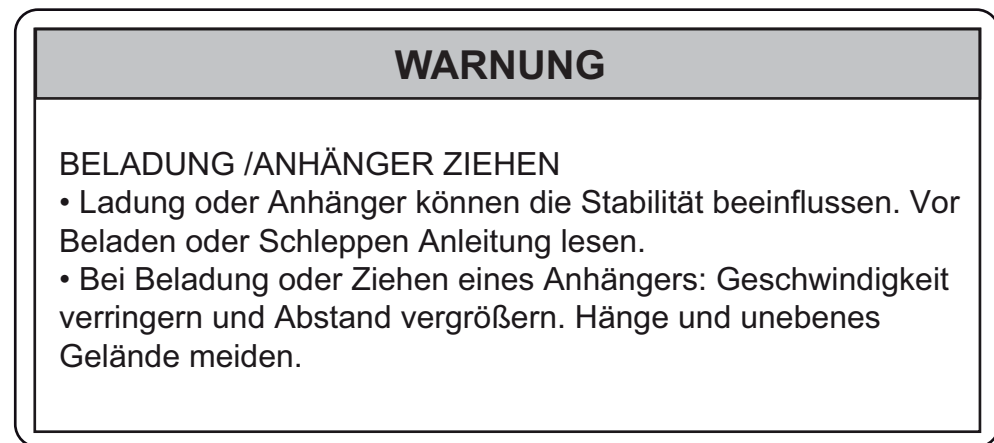 WARNUNG
BELADUNG /ANHÄNGER ZIEHEN
• Ladung oder Anhänger können die Stabilität beeinflussen. Vor
Beladen oder Schleppen Anleitung lesen.
• Bei Beladung oder Ziehen eines Anhängers: Geschwindigkeit
verringern und Abstand vergrößern. Hänge und unebenes
Gelände meiden.